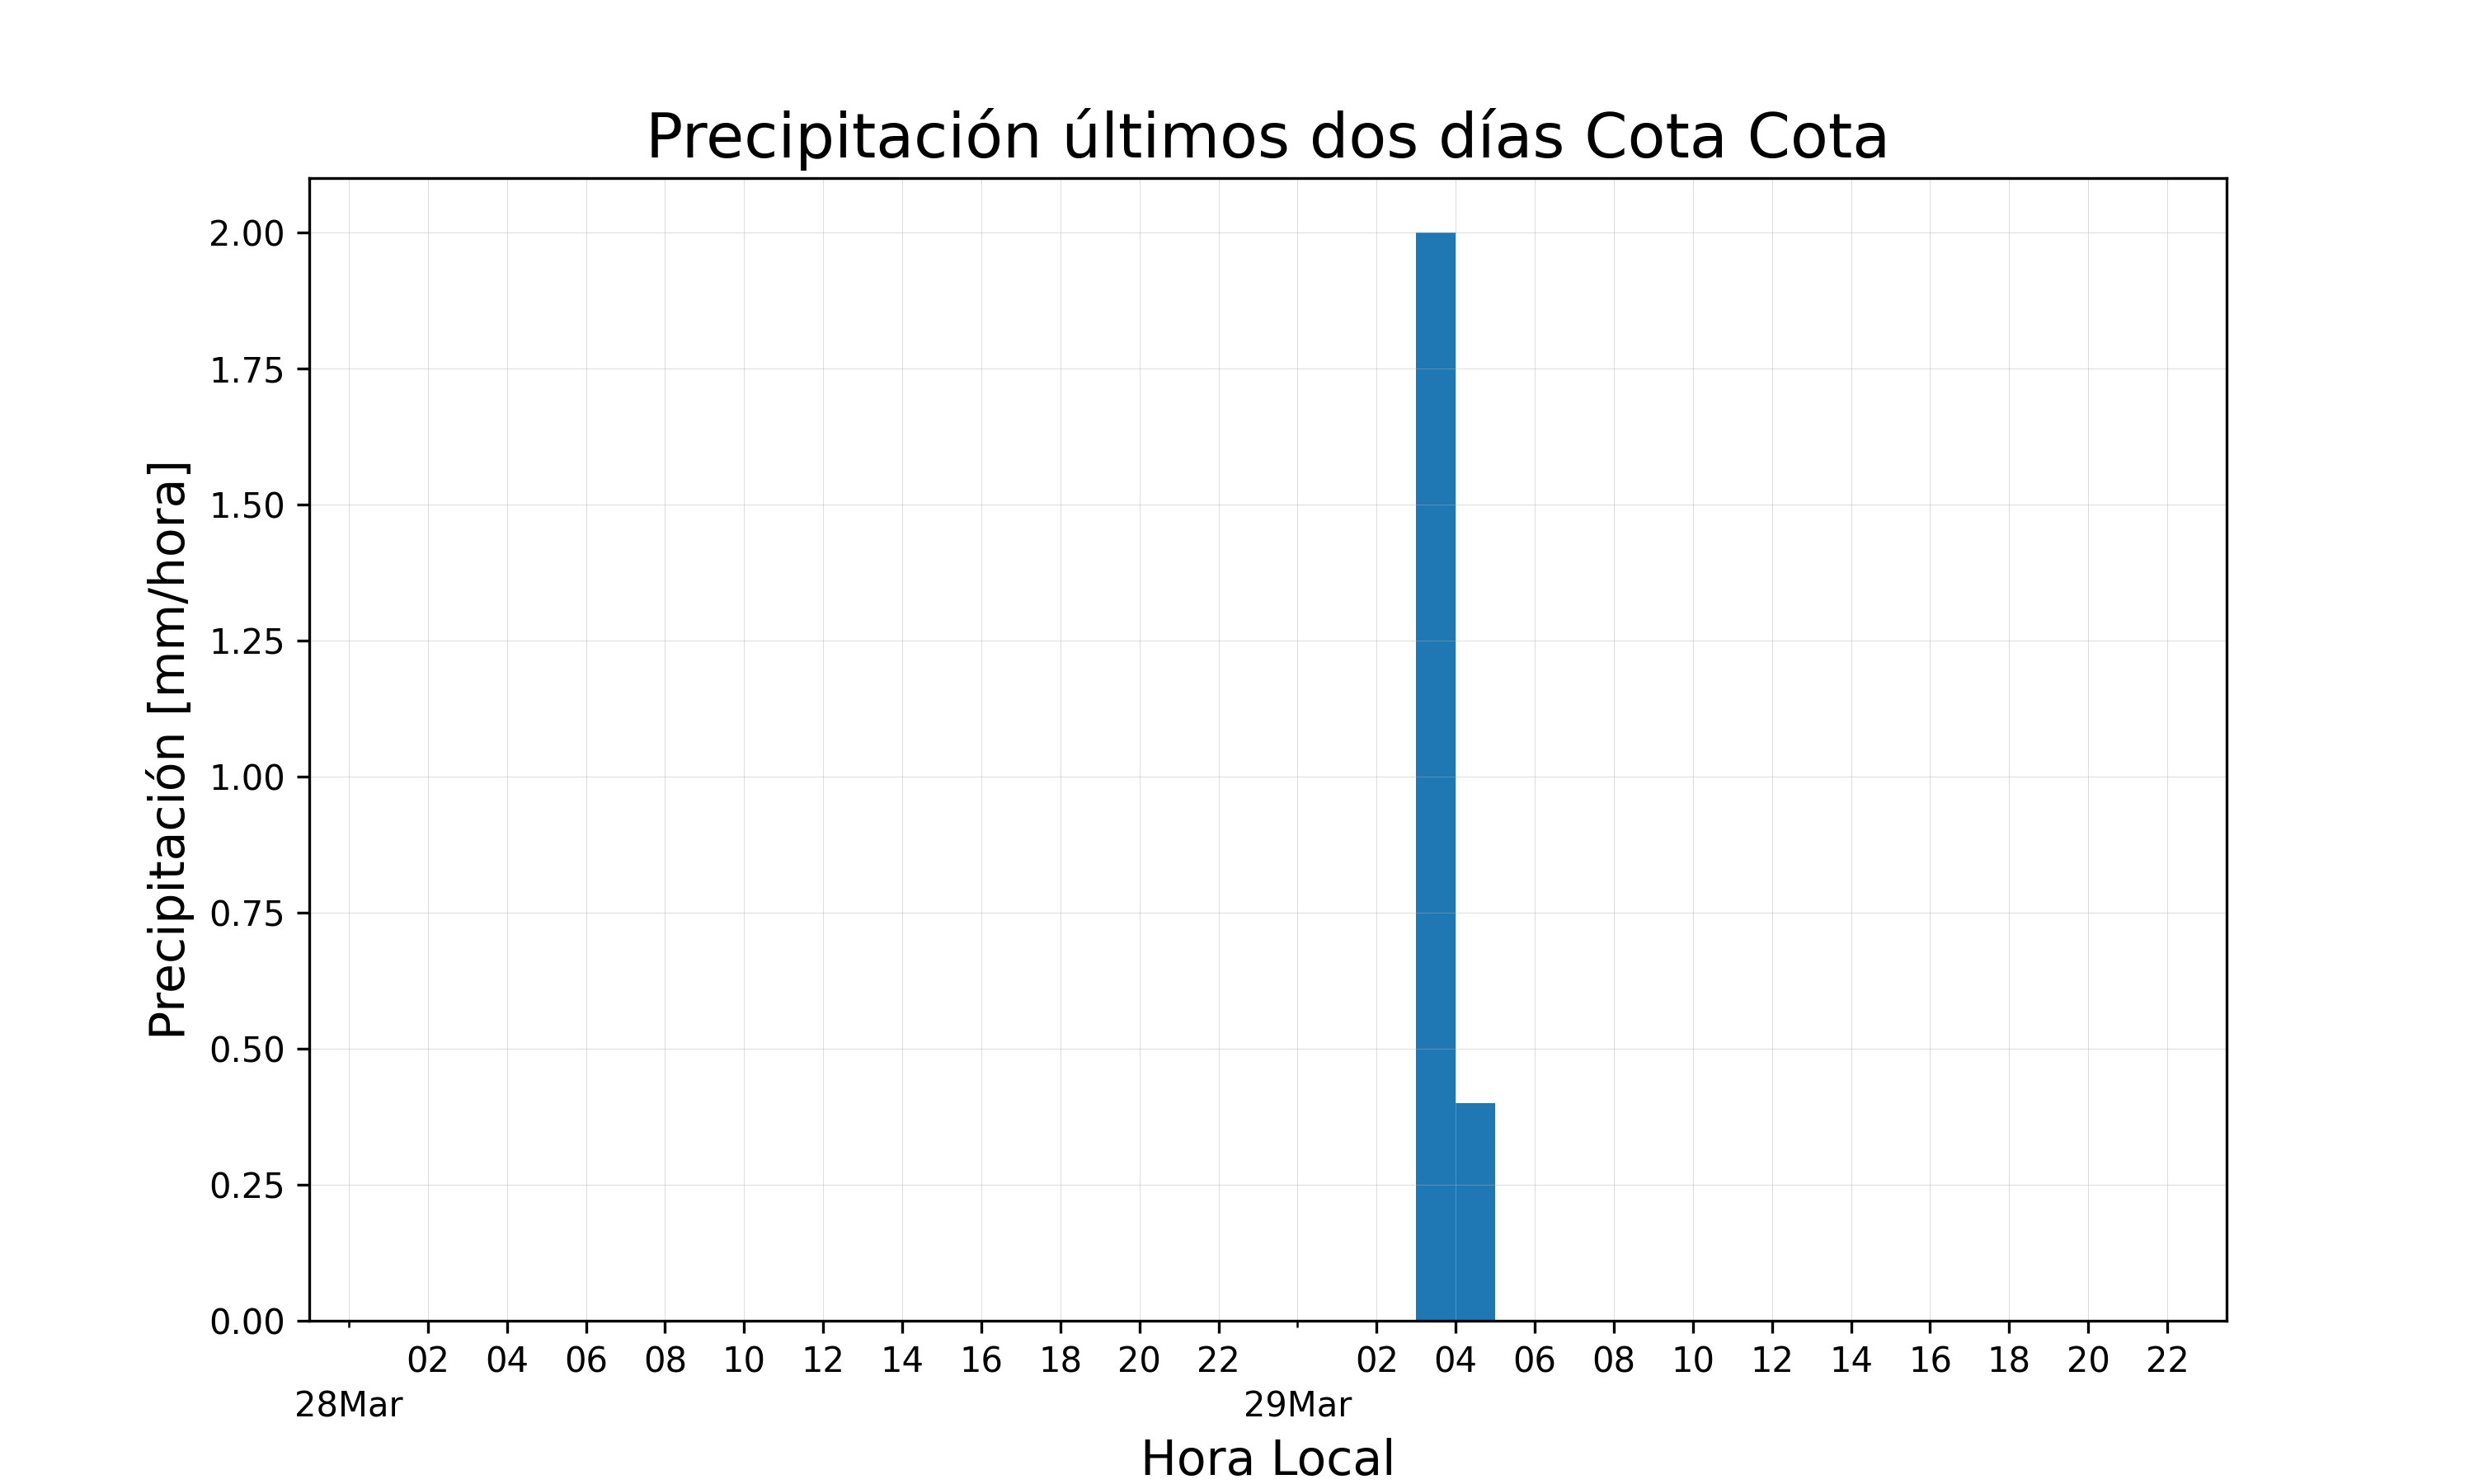 Precipitación últimos dos días Cota Cota
Precipitación [mm/hora]
2.00
1.75
1.50
1.25
1.00
0.75
0.50
0.25
0.00
02 04 06 08 10 12 14 16 18 20 22 02 04 06 08 10 12 14 16 18 20 22
28Mar 29Mar
Hora Local